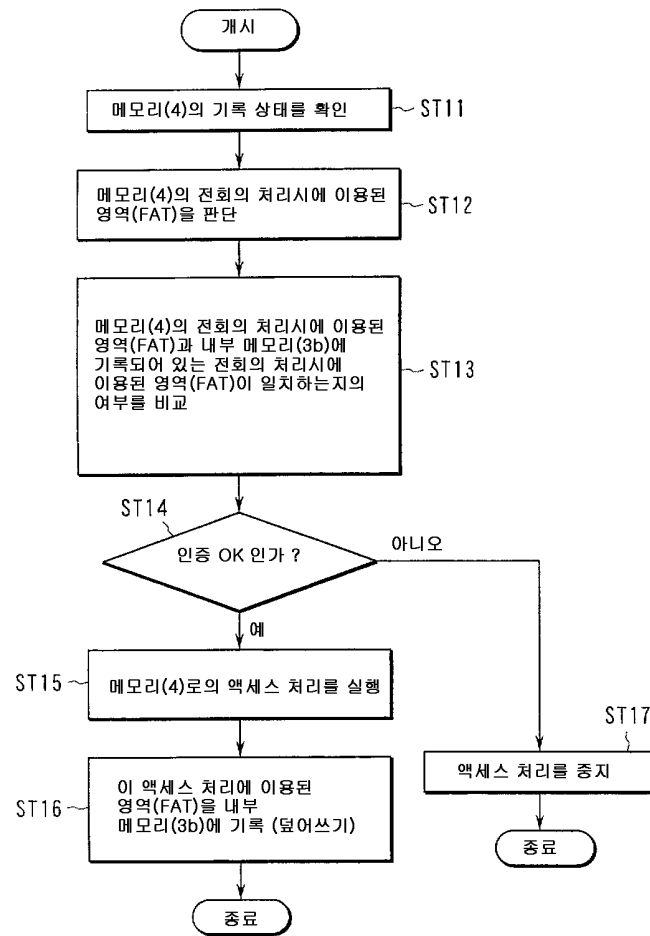 개시
메모리(4)의 기록 상태를 확인
ST11
메모리(4)의 전회의 처리시에 이용된
영역(FAT)을 판단
ST12
메모리(4)의 전회의 처리시에 이용된
영역(FAT)과 내부 메모리(3b)에
기록되어 있는 전회의 처리시에
이용된 영역(FAT)이 일치하는지의
여부를 비교
ST13
ST14
인증 OK 인가 ?
아니오
예
ST15
메모리(4)로의 액세스 처리를 실행
ST17
액세스 처리를 중지
ST16
이 액세스 처리에 이용된
영역(FAT)을 내부
메모리(3b)에 기록 (덮어쓰기)
종료
종료